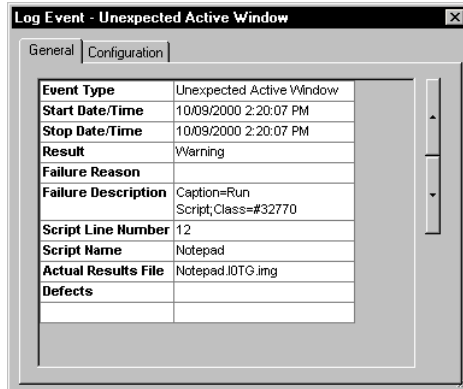 Log Event - Unexpected Active Window
General Configuration
Event Type Unexpected Active Window
Start Date/Time 10/09/2000 2:20:07 PM
Stop Date/Time 10/09/2000 2:20:07 PM
Result Warning
Failure Reason
Failure Description Caption=Run
Script;Class=#32770
Script Line Number 12
Script Name Notepad
Actual Results File Notepad.I0TG.img
Defects